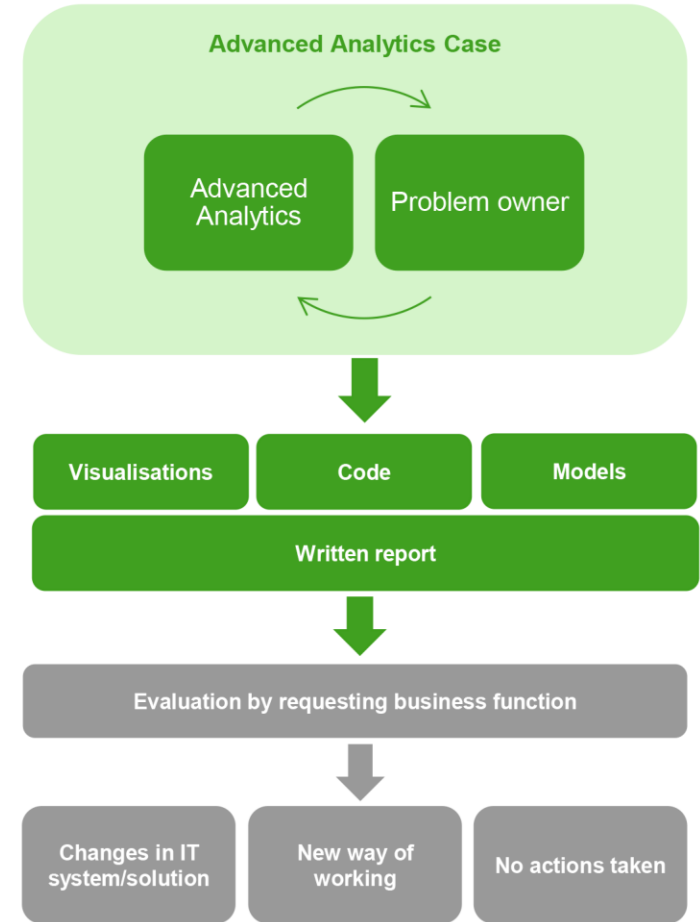 Advanced Analytics Case
Advanced
Analytics
Problem owner
Visualisations
Code
Models
Written report
Evaluation by requesting business function
Changes in IT
system/solution
New way of
working
No actions taken